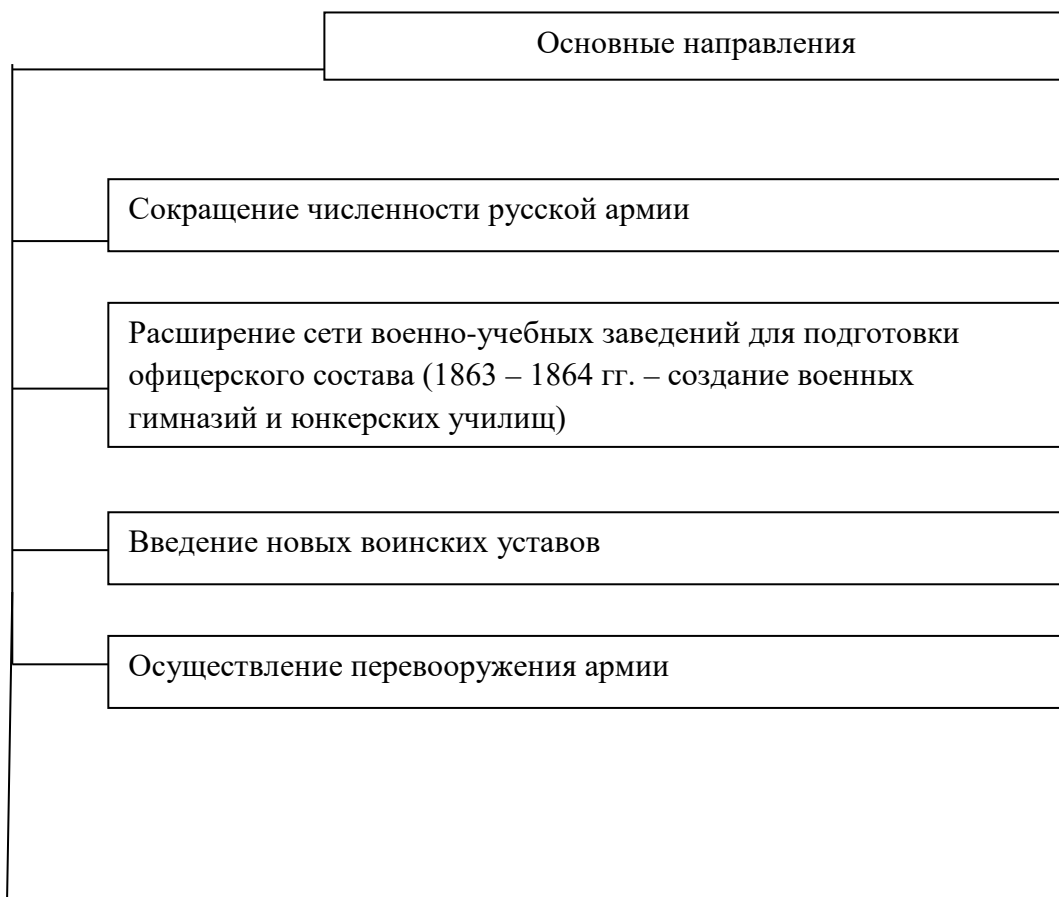 Основные направления
Сокращение численности русской армии
Расширение сети военно-учебных заведений для подготовки
офицерского состава (1863 – 1864 гг. – создание военных
гимназий и юнкерских училищ)
Введение новых воинских уставов
Осуществление перевооружения армии